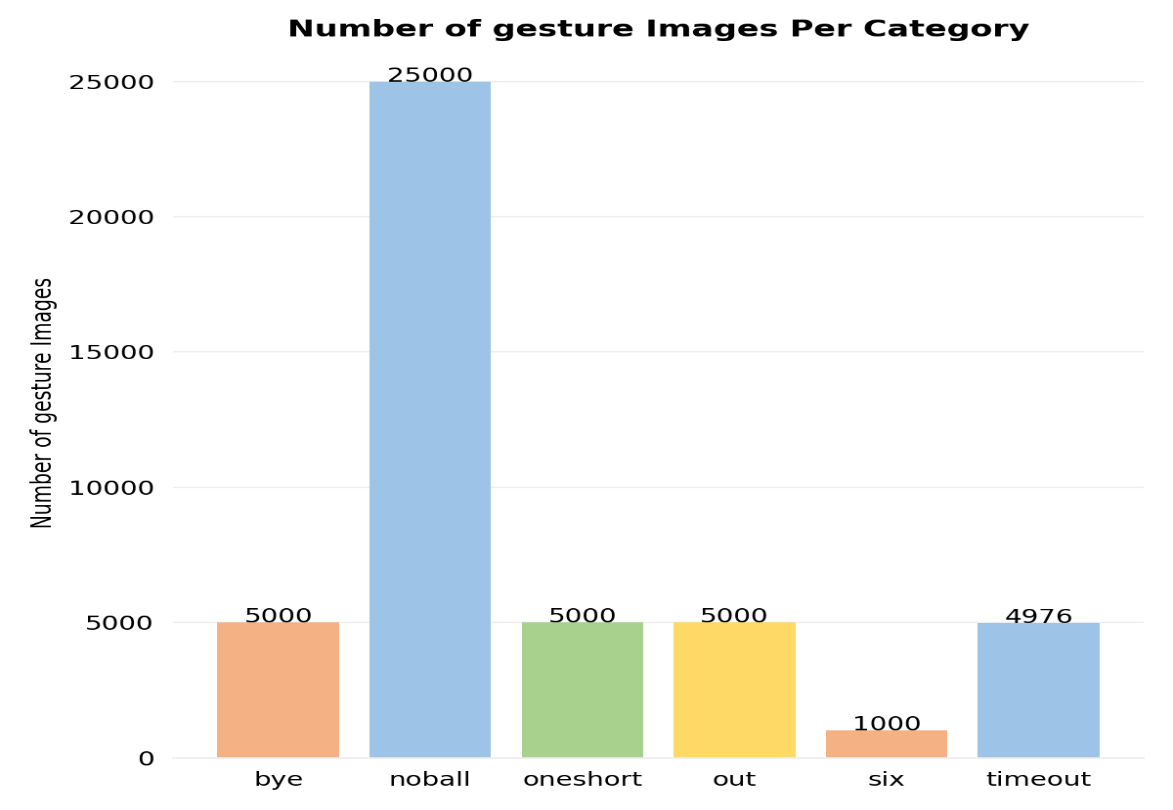 Number of gesture Images Per Category
Number of gesture Images
25000
20000
15000
10000
5000
0
5000
25000
5000
5000
1000
4976
bye
noball
oneshort
out
six
timeout